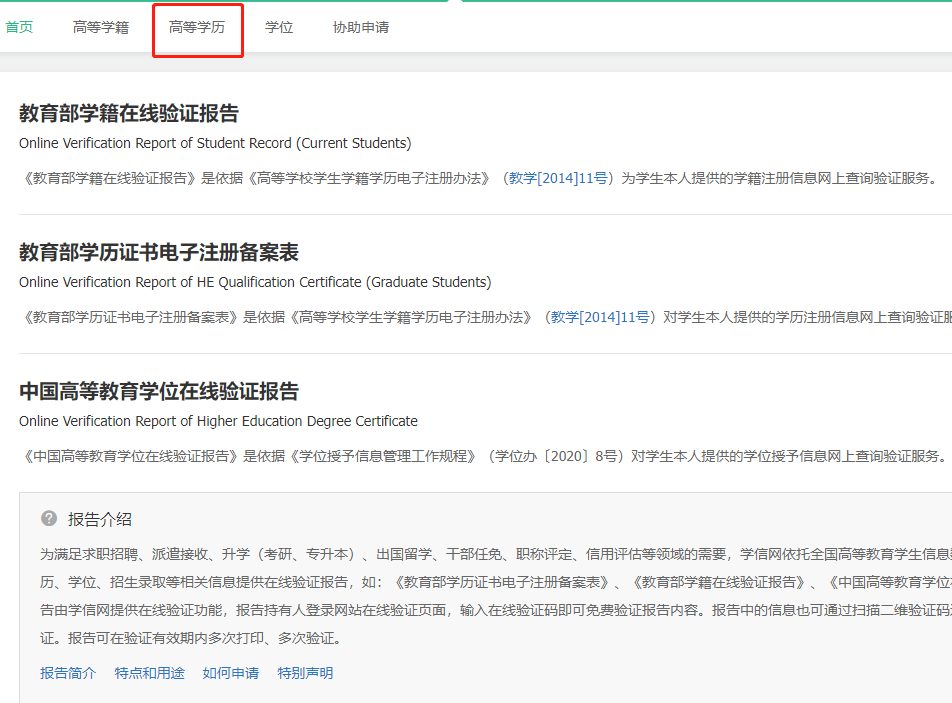 首页 高等学籍 高等学历 学位 协助申请
教育部学籍在线验证报告
Online Verification Report of Student Record (Current Students)
《教育部学籍在线验证报告》是依据《高等学校学生学籍学历电子注册办法》（教学[2014]11号）为学生本人提供的学籍注册信息网上查询验证服务。
教育部学历证书电子注册备案表
Online Verification Report of HE Qualification Certificate (Graduate Students)
《教育部学历证书电子注册备案表》是依据《高等学校学生学籍学历电子注册办法》（教学[2014]11号）对学生本人提供的学历注册信息网上查询验证服
中国高等教育学位在线验证报告
Online Verification Report of Higher Education Degree Certificate
《中国高等教育学位在线验证报告》是依据《学位授予信息管理工作规程》（学位办〔2020〕8号）对学生本人提供的学位授予信息网上查询验证服务。
报告介绍
为满足求职招聘、派遣接收、升学（考研、专升本）、出国留学、干部任免、职称评定、信用评估等领域的需要，学信网依托全国高等教育学生信息
历、学位、招生录取等相关信息提供在线验证报告，如：《教育部学历证书电子注册备案表》、《教育部学籍在线验证报告》、《中国高等教育学位
告由学信网提供在线验证功能，报告持有人登录网站在线验证页面，输入在线验证码即可免费验证报告内容。报告中的信息也可通过扫描二维验证码
证。报告可在验证有效期内多次打印、多次验证。
报告简介 特点和用途 如何申请 特别声明